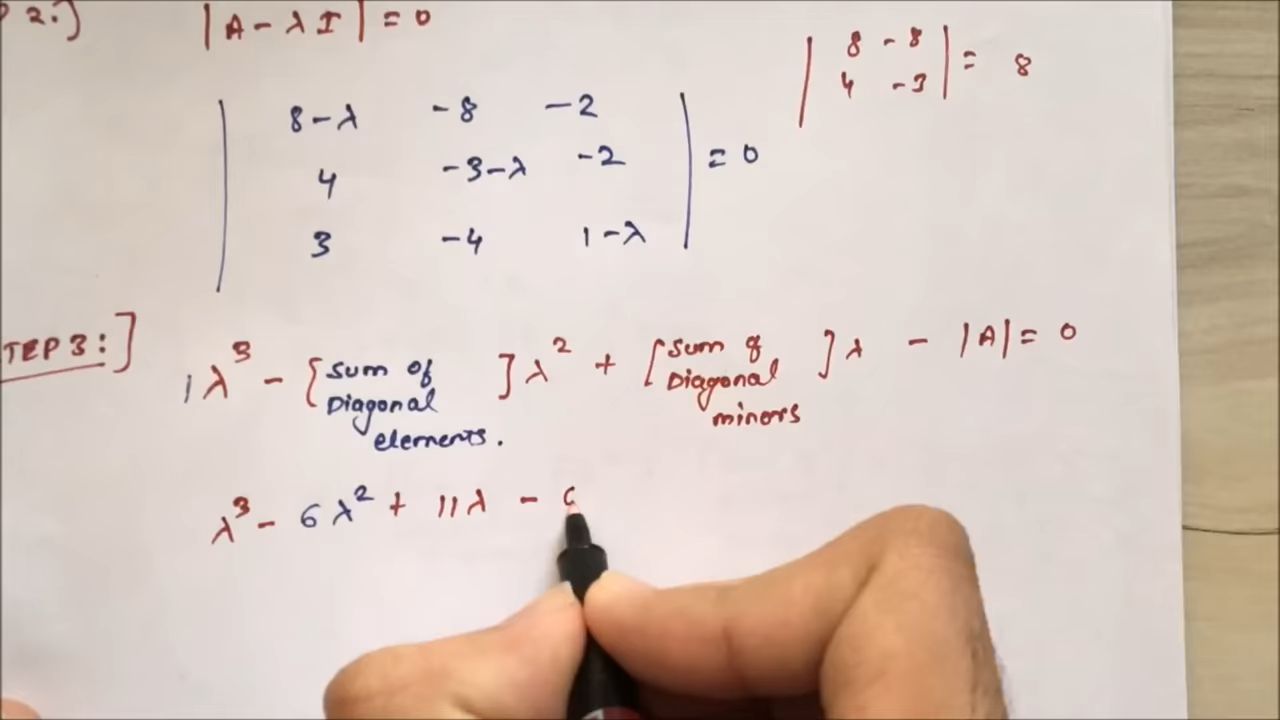 2:]
|A - λI| = 0
| 8 -8 |
| 4 -3 | = 8
| 8-λ -8 -2 |
| 4 -3-λ -2 | = 0
| 3 -4 1-λ |
TEP 3:]
1λ³ - [sum of Diagonal elements.]λ² + [sum of Diagonal minors]λ - |A| = 0
λ³ - 6λ² + 11λ -